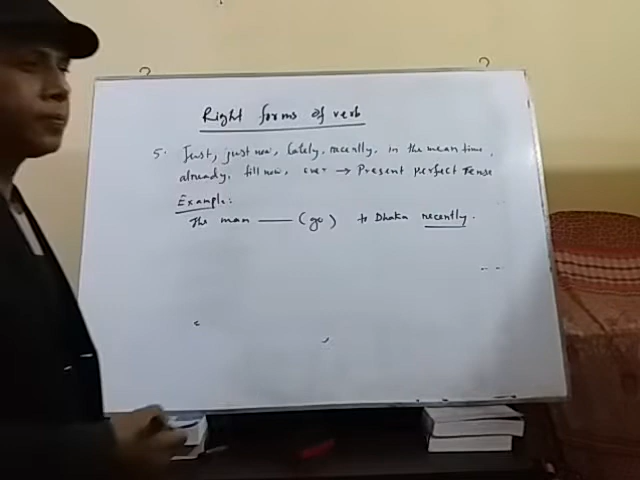 Right forms of verb
5. Just, just now, lately, recently, in the mean time,
already, till now, ever → Present perfect Tense
Example:
The man —— (go) to Dhaka recently.